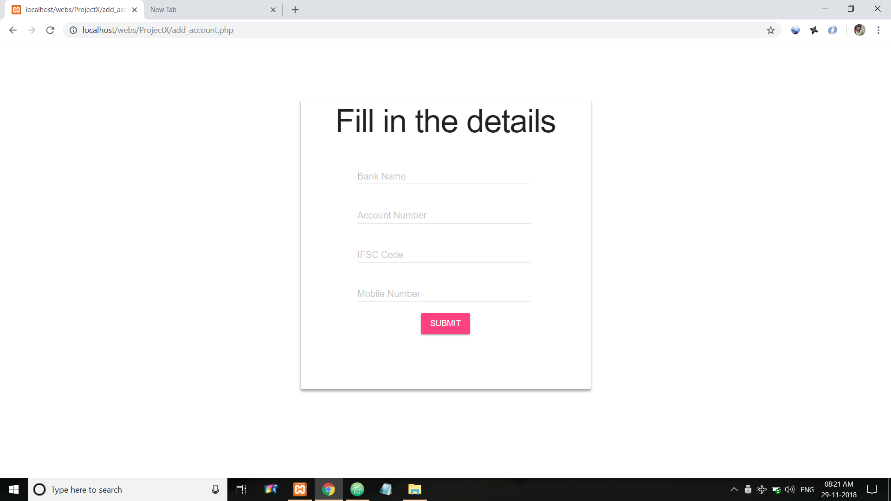 localhost/webs/ProjectX/add_acc
New Tab
localhost/webs/ProjectX/add_account.php
Fill in the details
Bank Name
Account Number
IFSC Code
Mobile Number
SUBMIT
Type here to search
ENG
08:21 AM
29-11-2018